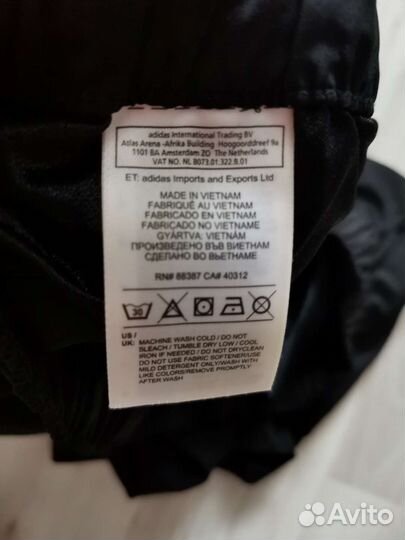 adidas International Trading BV
Atlas Arena -Afrika Building Hoogoorddreef 9a
1101 BA Amsterdam ZO The Netherlands
VAT NO. NL B073.01.322.B.01
ET: adidas Imports and Exports Ltd
MADE IN VIETNAM
FABRIQUÉ AU VIETNAM
FABRICADO EN VIETNAM
FABRICADO NO VIETNAME
GYÁRTVA: VIETNÁM
ПРОИЗВЕДЕНО ВЪВ ВИЕТНАМ
СДЕЛАНО ВО ВЬЕТНАМЕ
RN# 88387 CA# 40312
30
US /
UK: MACHINE WASH COLD / DO NOT
BLEACH / TUMBLE DRY LOW / COOL
IRON IF NEEDED / DO NOT DRYCLEAN
DO NOT USE FABRIC SOFTENER/USE
MILD DETERGENT ONLY/WASH WITH
LIKE COLORS/REMOVE PROMPTLY
AFTER WASH
Avito